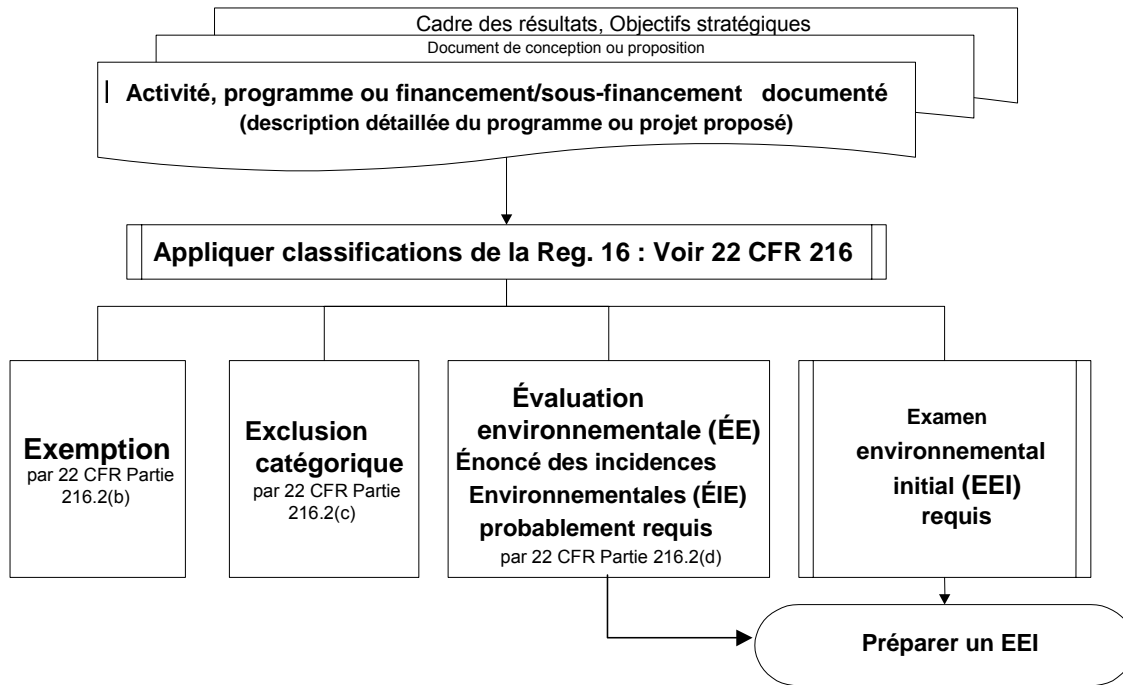 Cadre des résultats, Objectifs stratégiques
Document de conception ou proposition
Activité, programme ou financement/sous-financement documenté
(description détaillée du programme ou projet proposé)
Appliquer classifications de la Reg. 16 : Voir 22 CFR 216
Exemption
par 22 CFR Partie
216.2(b)
Exclusion
catégorique
par 22 CFR Partie
216.2(c)
Évaluation
environnementale (ÉE)
Énoncé des incidences
Environnementales (ÉIE)
probablement requis
par 22 CFR Partie 216.2(d)
Examen
environnemental
initial (EEI)
requis
Préparer un EEI